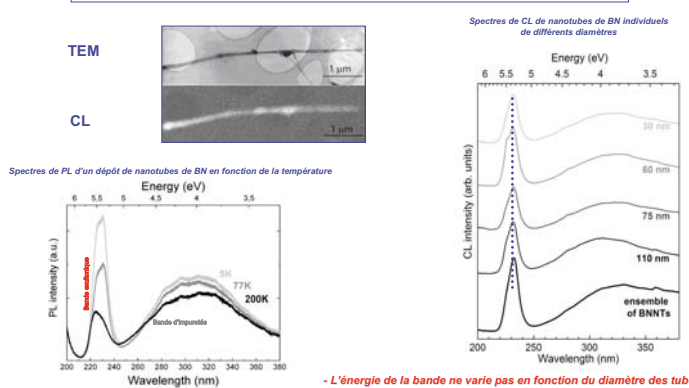 Spectres de CL de nanotubes de BN individuels
de différents diamètres
TEM
1 µm
CL
1 µm
Spectres de PL d'un dépôt de nanotubes de BN en fonction de la température
Energy (eV)
6 5.5 5 4.5 4 3.5
PL intensity (a.u.)
Bande excitonique
5K
77K
200K
Bande d'impuretés
200 220 240 260 280 300 320 340 360 380
Wavelength (nm)
Energy (eV)
6 5.5 5 4.5 4 3.5
CL intensity (arb. units)
30 nm
60 nm
75 nm
110 nm
ensemble
of BNNTs
200 250 300 350
Wavelength (nm)
- L'énergie de la bande ne varie pas en fonction du diamètre des tub